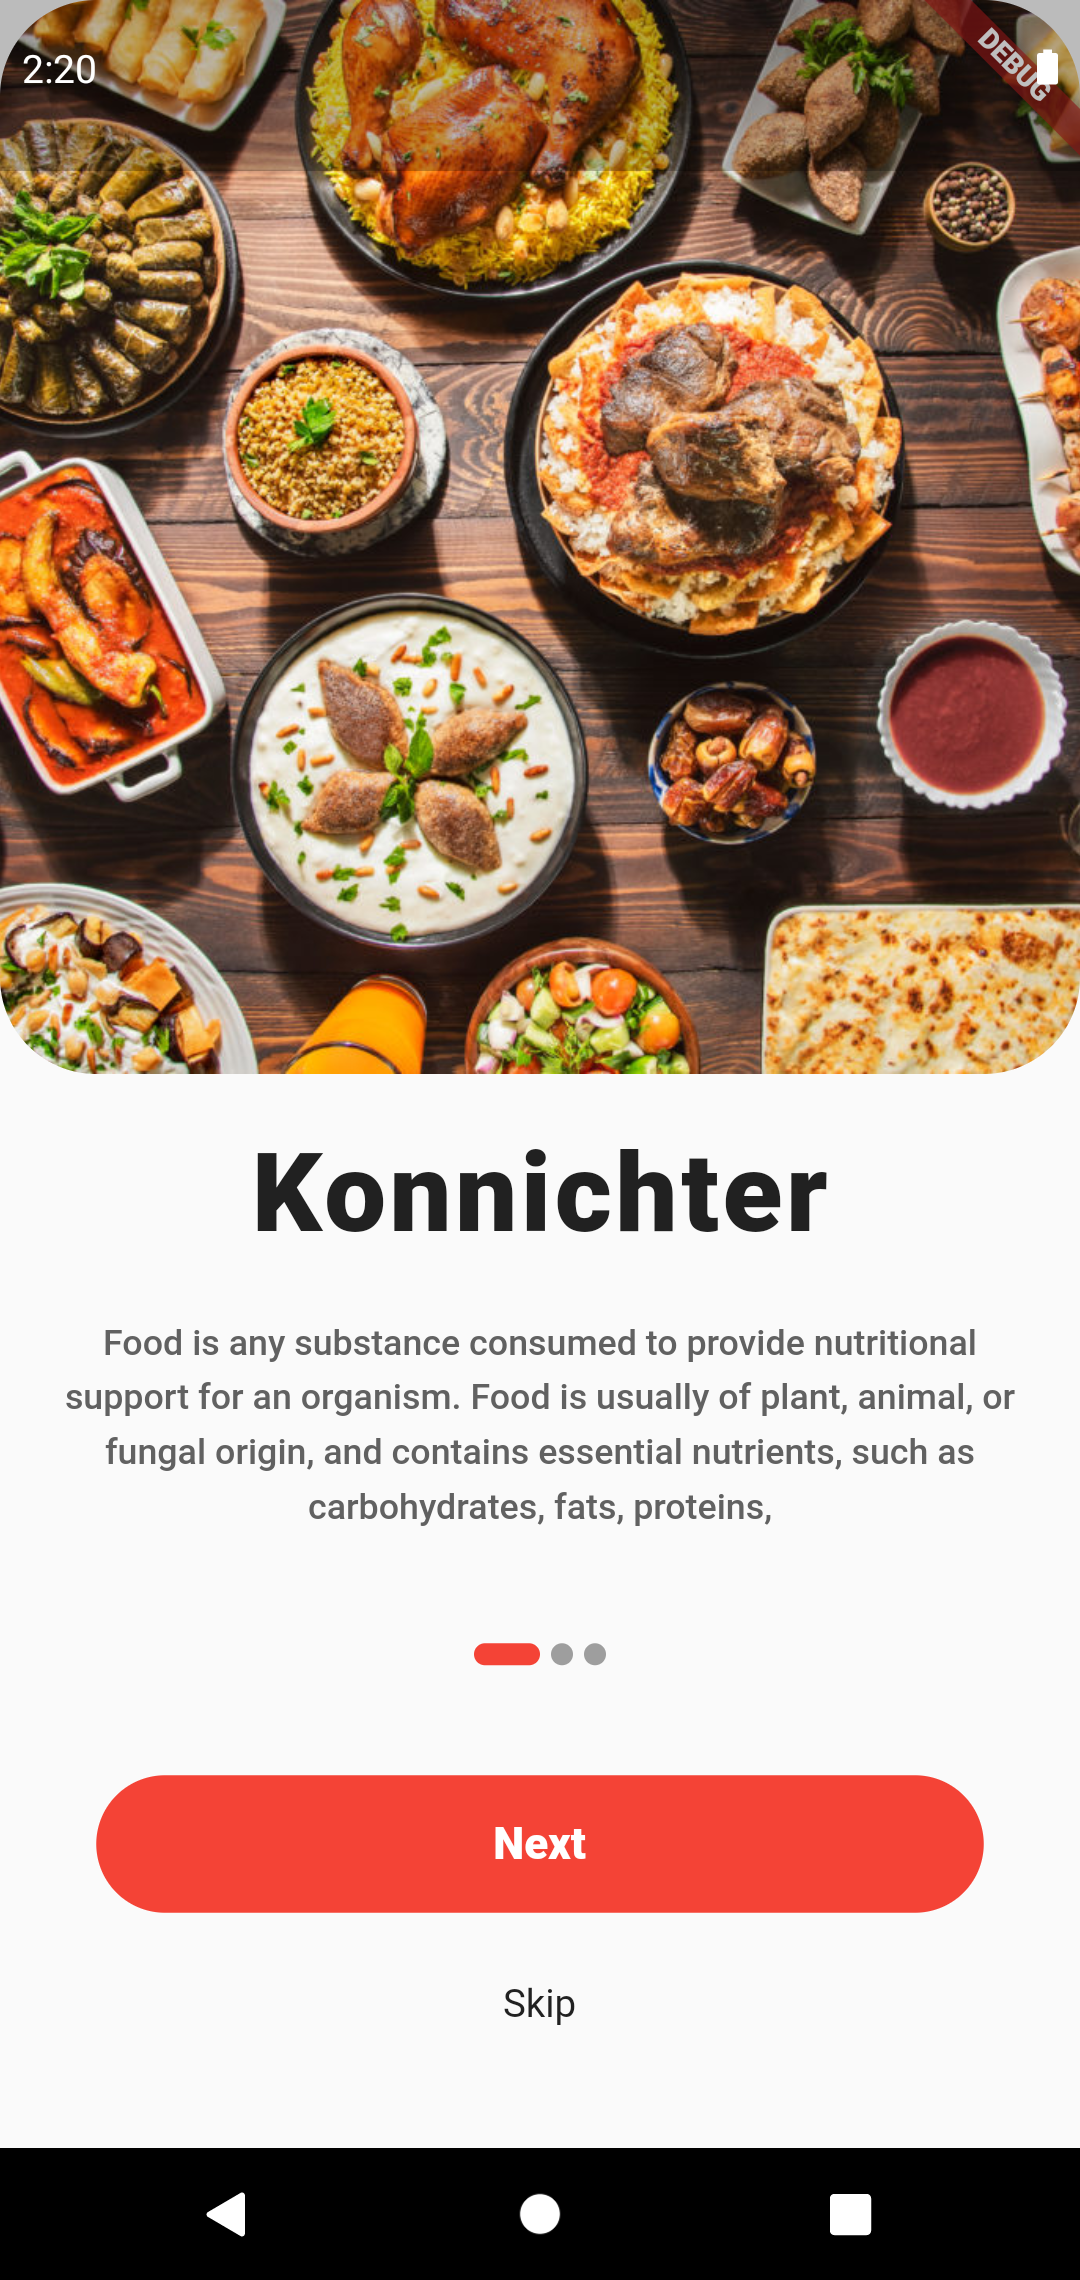 2:20
DEBUG
Konnichter
Food is any substance consumed to provide nutritional
support for an organism. Food is usually of plant, animal, or
fungal origin, and contains essential nutrients, such as
carbohydrates, fats, proteins,
Next
Skip